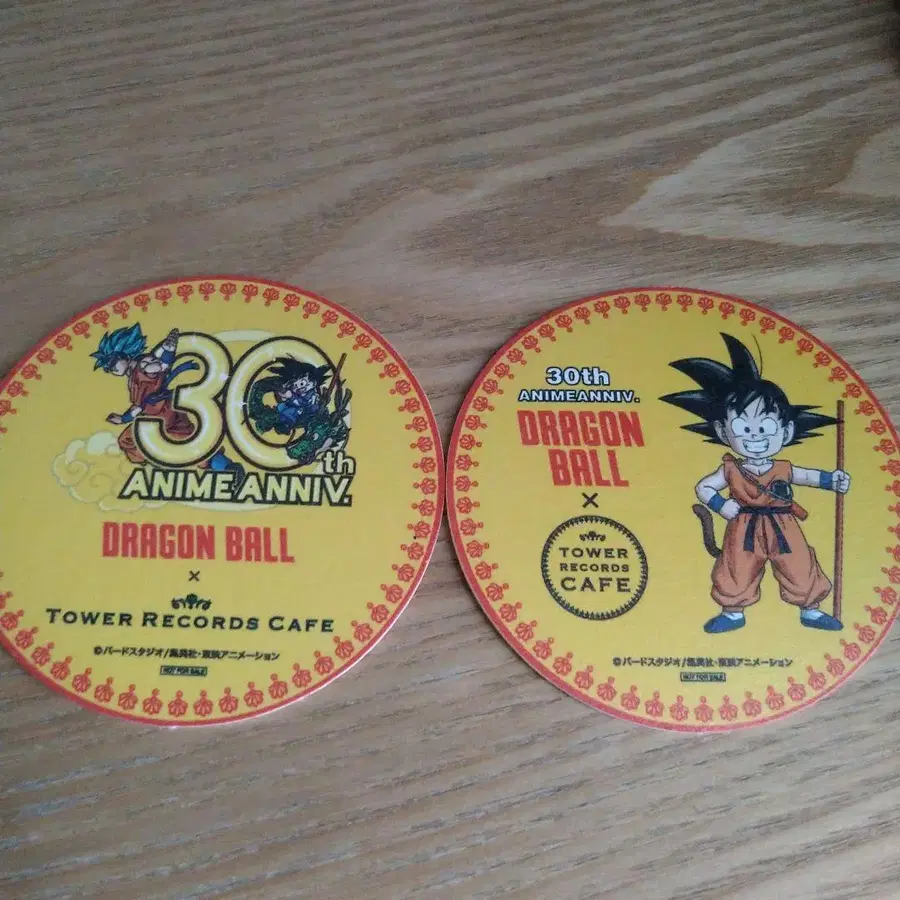 30th
ANIME ANNIV.
DRAGON BALL
×
TOWER RECORDS CAFE
©バードスタジオ/集英社・東映アニメーション
NOT FOR SALE
30th
ANIMEANNIV.
DRAGON
BALL
×
TOWER
RECORDS
CAFE
©バードスタジオ/集英社・東映アニメーション
NOT FOR SALE